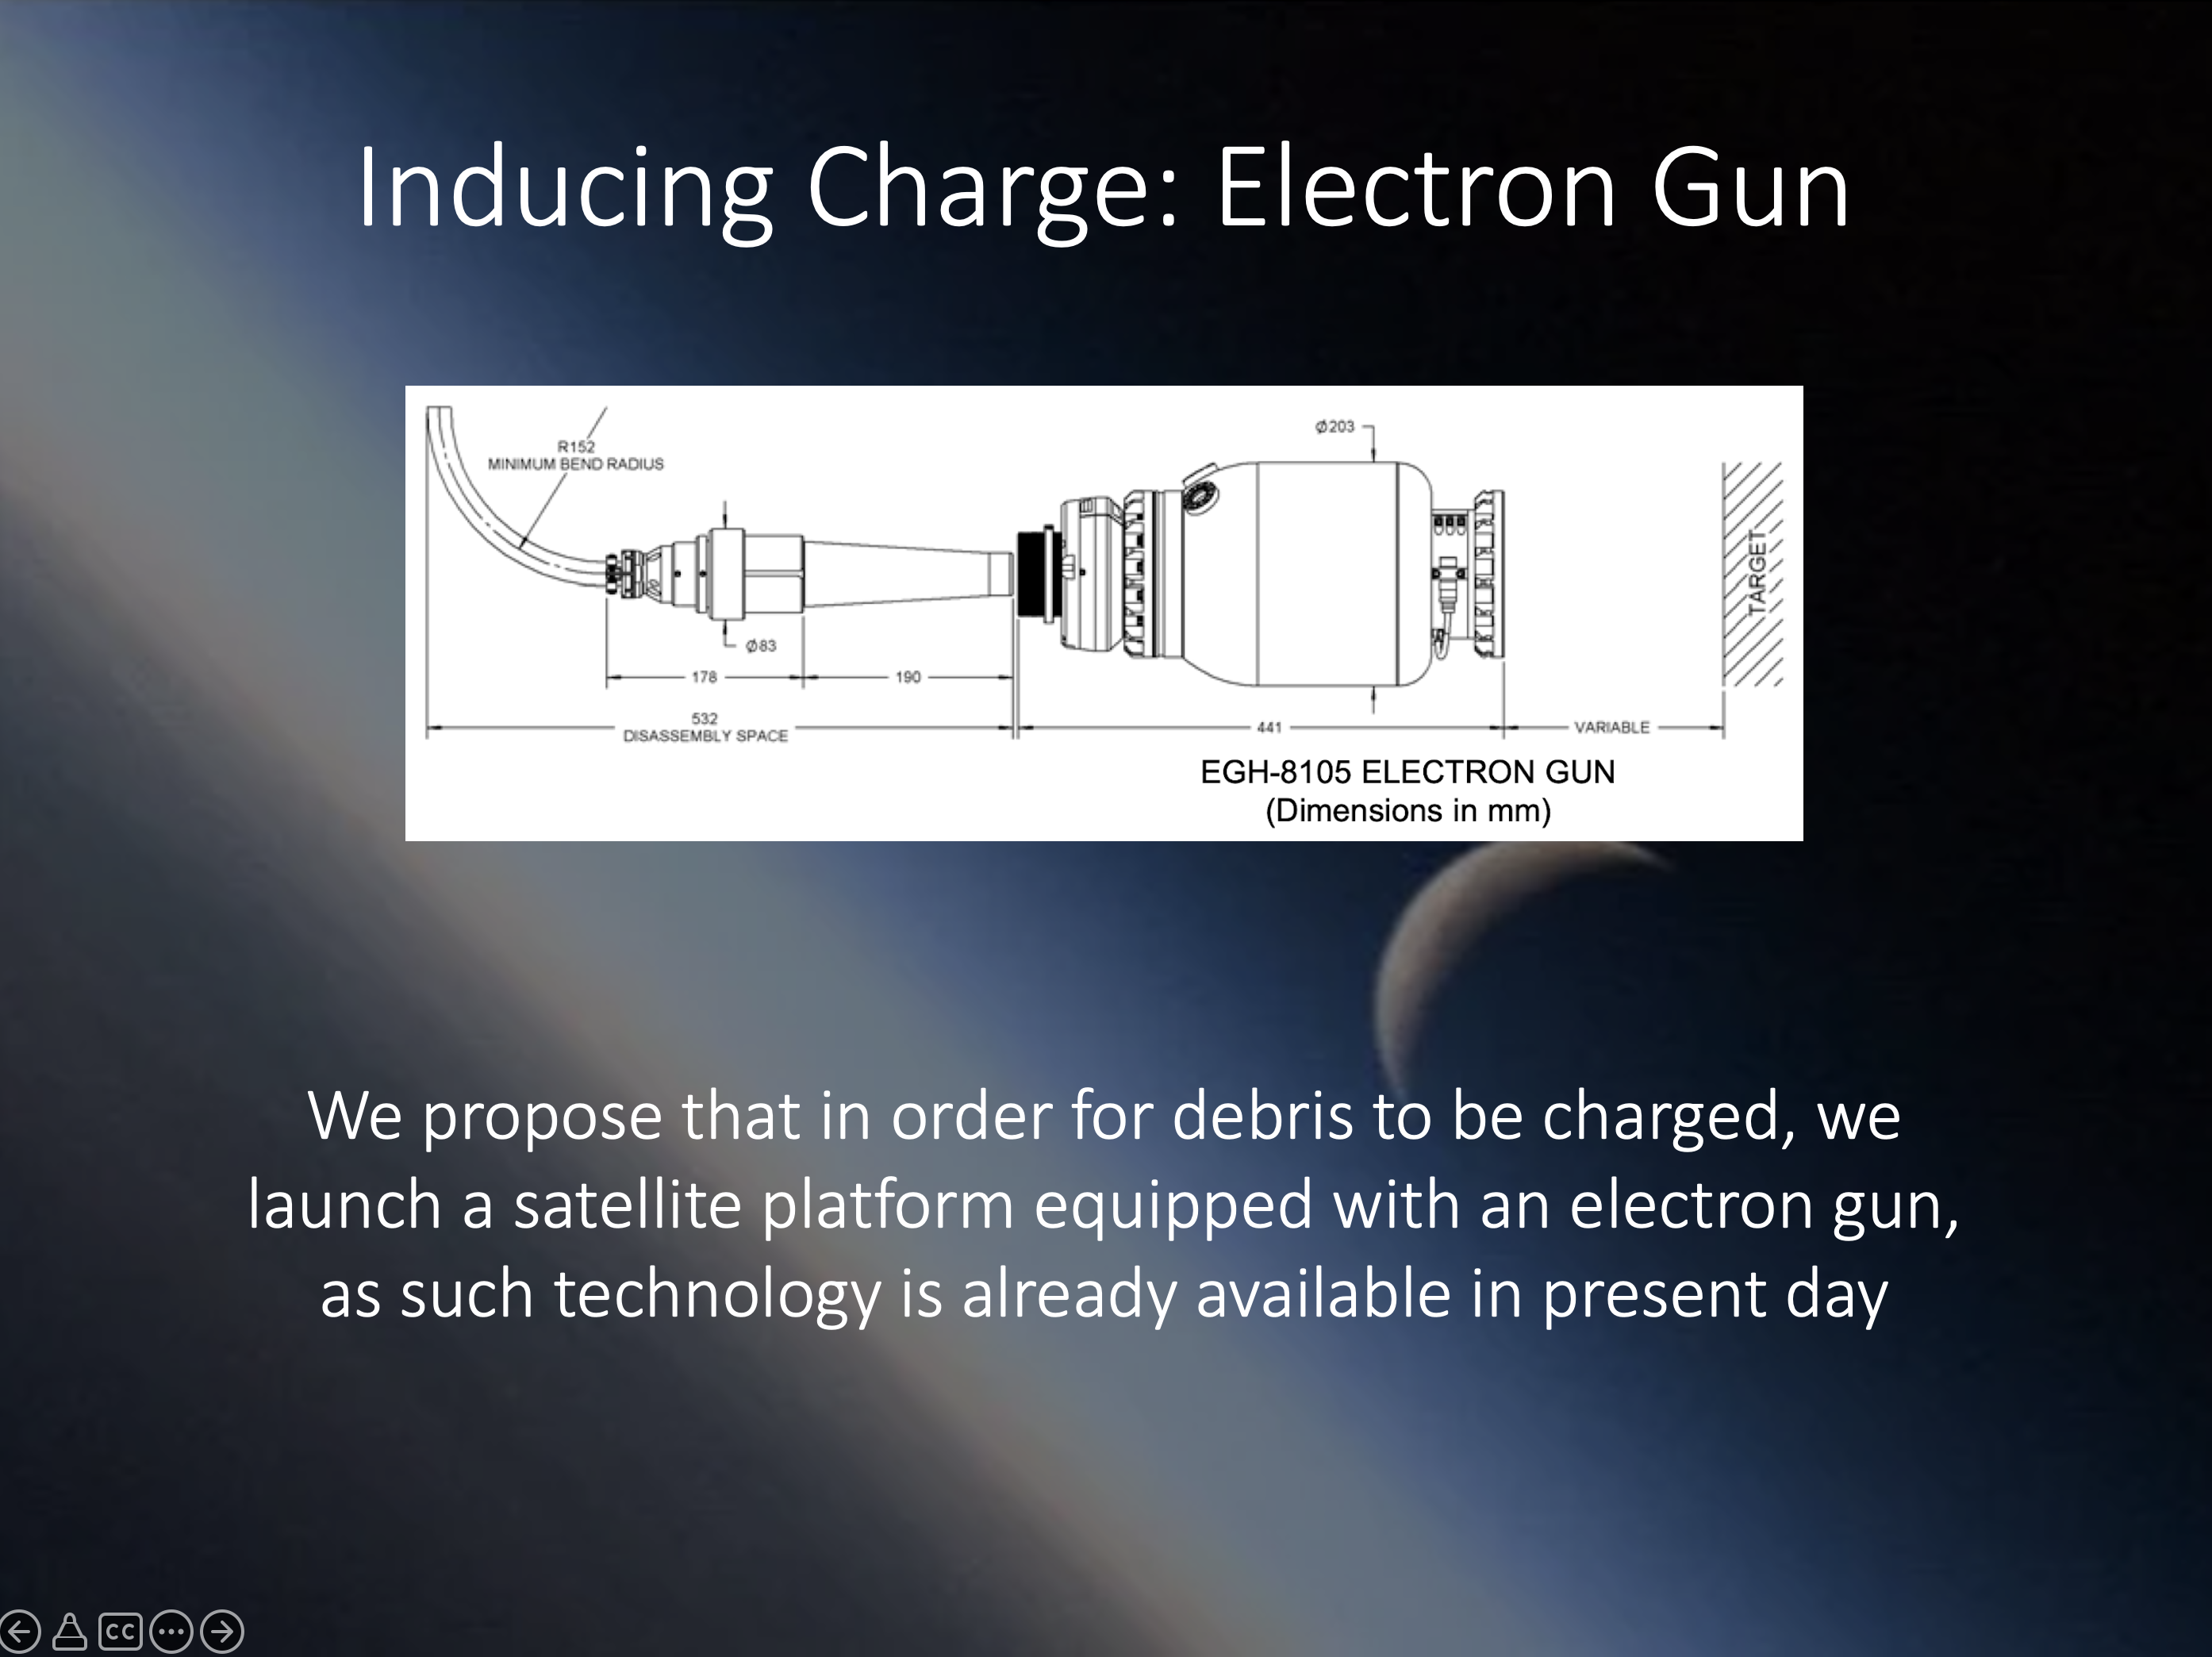 Inducing Charge: Electron Gun
R152
MINIMUM BEND RADIUS
Ø203
TARGET
Ø83
178
190
532
DISASSEMBLY SPACE
441
VARIABLE
EGH-8105 ELECTRON GUN
(Dimensions in mm)
We propose that in order for debris to be charged, we
launch a satellite platform equipped with an electron gun,
as such technology is already available in present day
CC